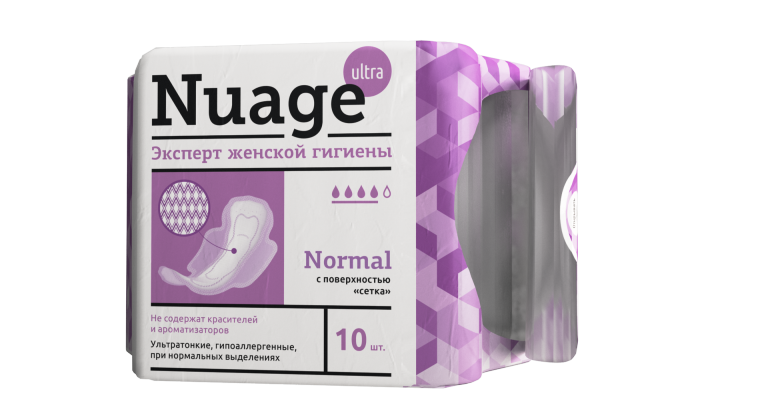 ultra
Nuage
Эксперт женской гигиены
Normal
с поверхностью
«сетка»
Не содержат красителей
и ароматизаторов
Ультратонкие, гипоаллергенные,
при нормальных выделениях
10 шт.